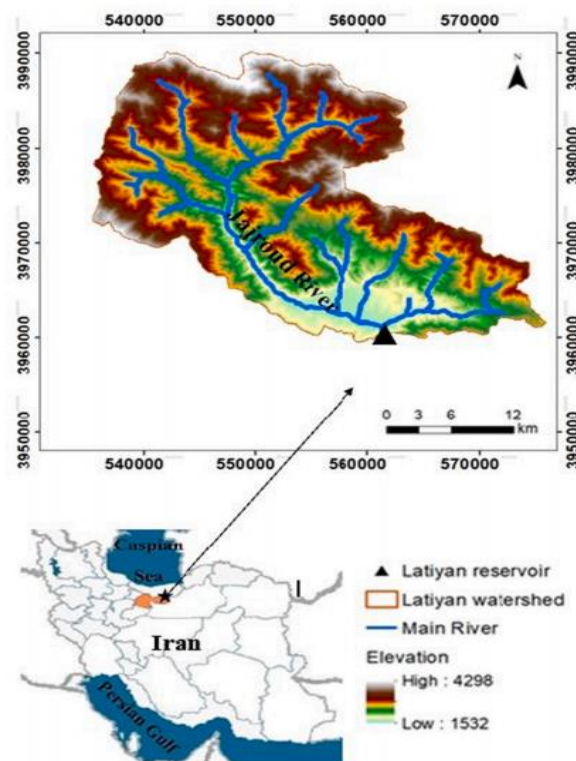 540000 550000 560000 570000
3990000
3980000
3970000
3960000
3950000
N
3990000
3980000
3970000
3960000
3950000
Jajroud River
0 3 6 12
km
540000 550000 560000 570000
Caspian
Sea
Iran
Persian Gulf
Latiyan reservoir
Latiyan watershed
Main River
Elevation
High : 4298
Low : 1532